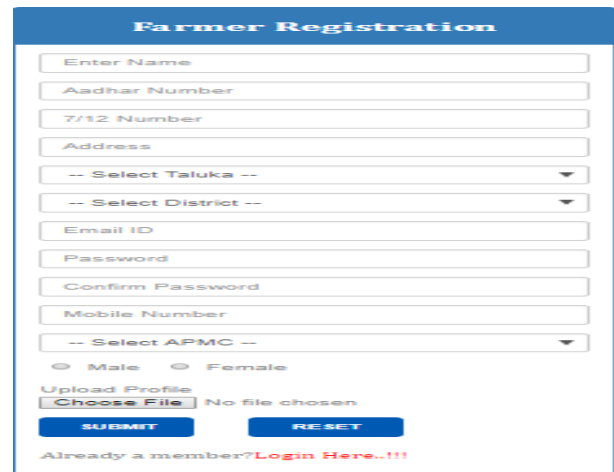 Farmer Registration
Enter Name
Aadhar Number
7/12 Number
Address
-- Select Taluka --
-- Select District --
Email ID
Password
Confirm Password
Mobile Number
-- Select APMC --
Male Female
Upload Profile
Choose File No file chosen
SUBMIT RESET
Already a member?Login Here..!!!